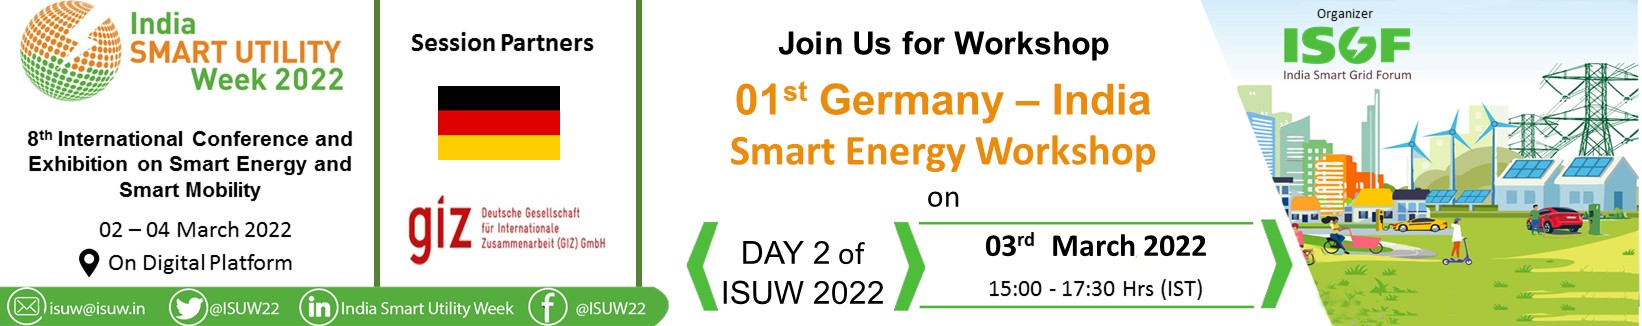 India
SMART UTILITY
Week 2022
8th International Conference and
Exhibition on Smart Energy and
Smart Mobility
02 – 04 March 2022
On Digital Platform
isuw@isuw.in
@ISUW22
India Smart Utility Week
@ISUW22
Session Partners
giz
Deutsche Gesellschaft
für Internationale
Zusammenarbeit (GIZ) GmbH
Join Us for Workshop
01st Germany – India
Smart Energy Workshop
on
DAY 2 of
ISUW 2022
03rd March 2022
15:00 - 17:30 Hrs (IST)
Organizer
ISGF
India Smart Grid Forum